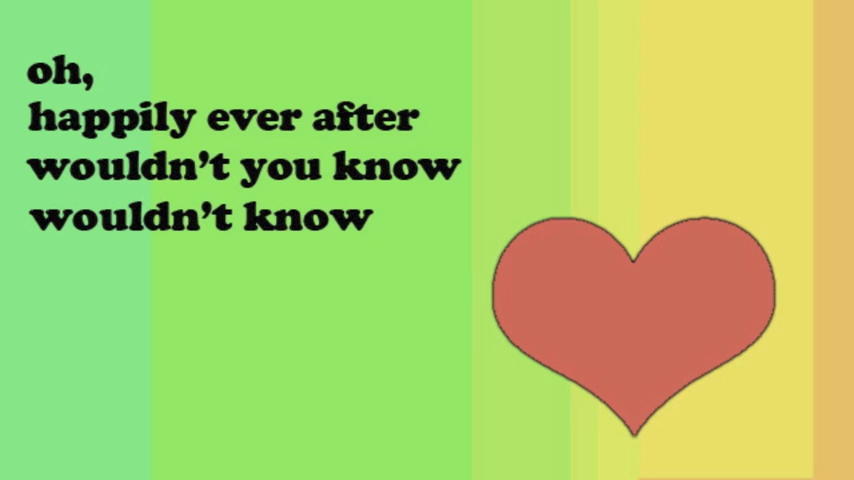 oh,
happily ever after
wouldn’t you know
wouldn’t know